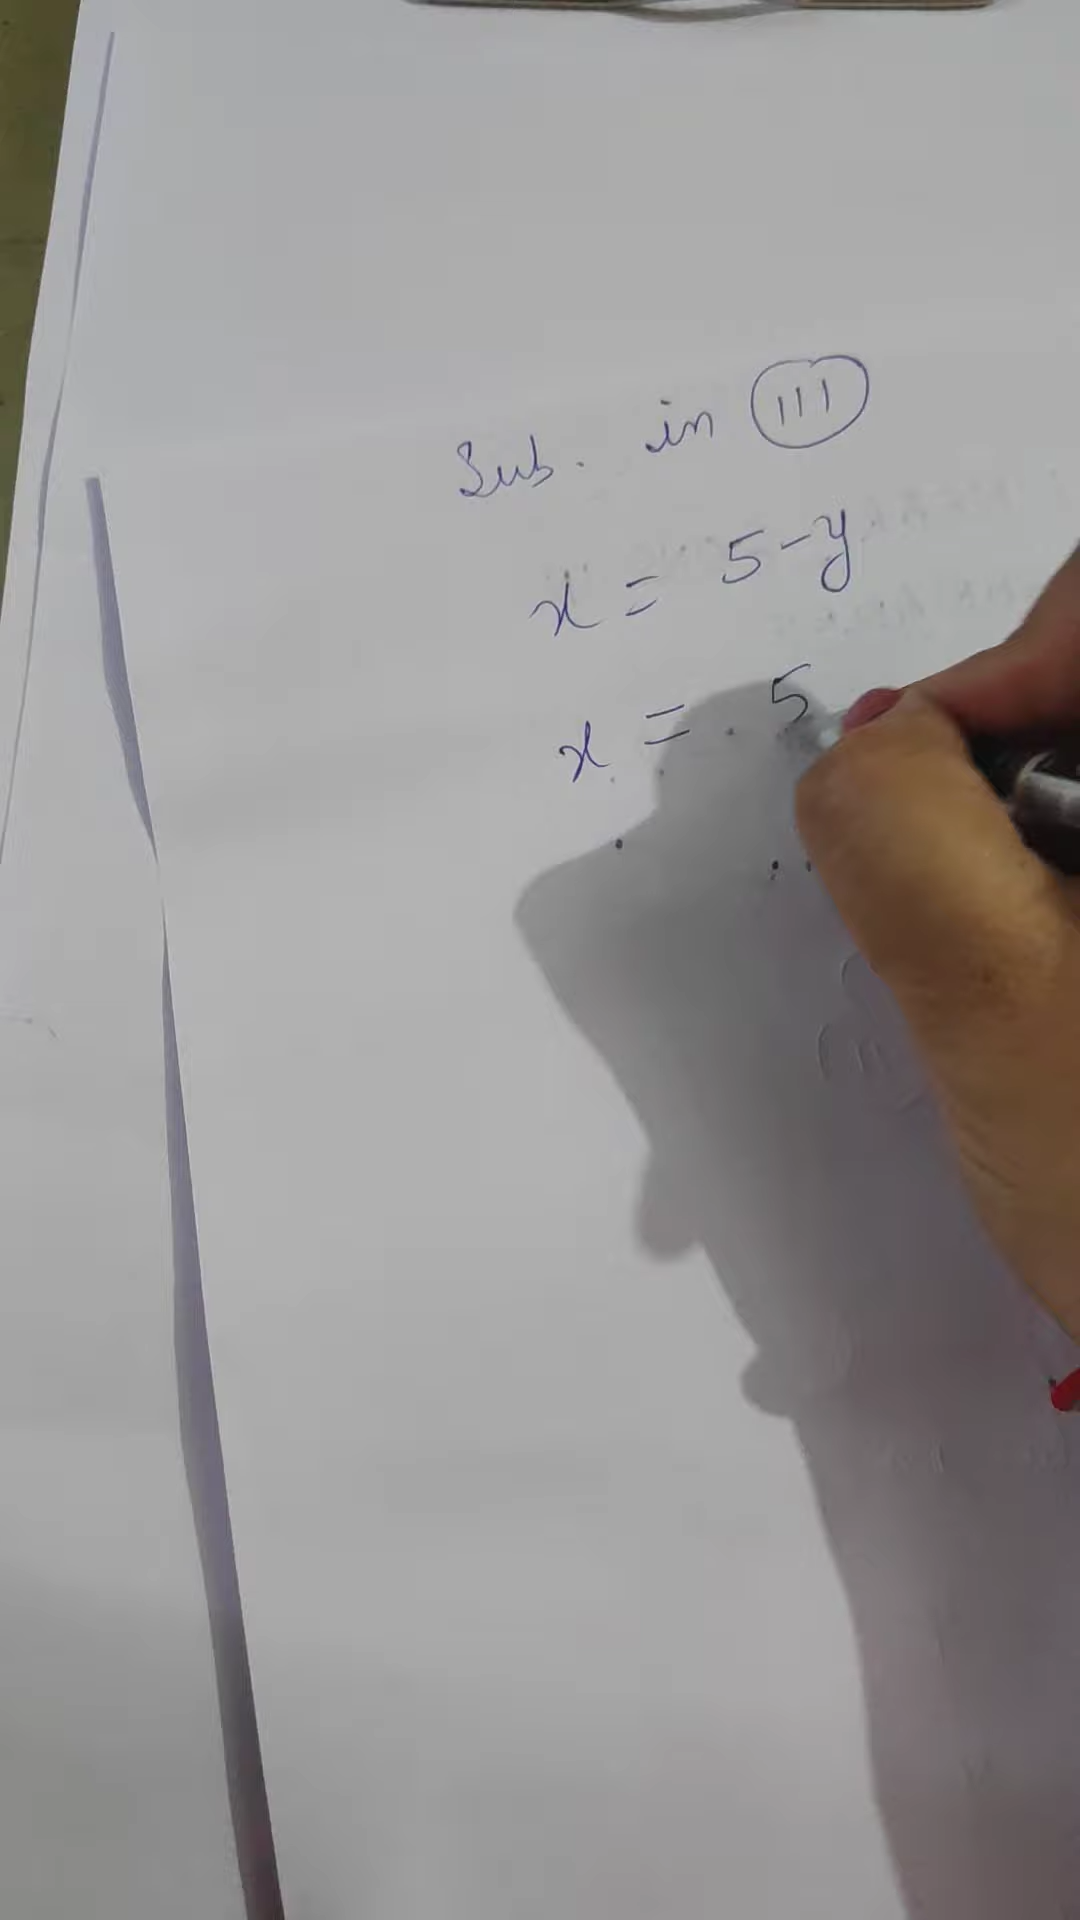 Sub. in III
x = 5-y
x = 5